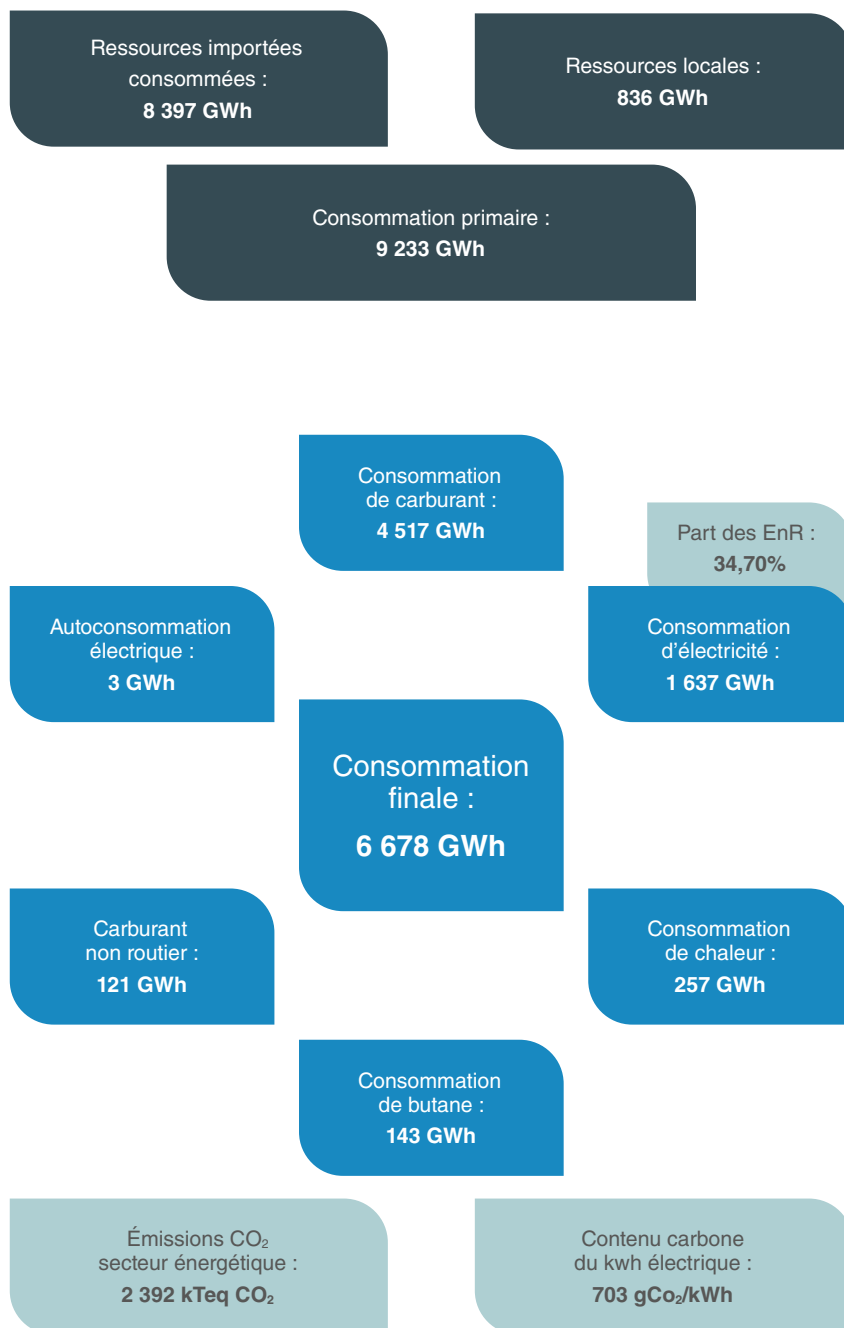 Ressources importées
consommées :
8 397 GWh
Ressources locales :
836 GWh
Consommation primaire :
9 233 GWh
Consommation
de carburant :
4 517 GWh
Part des EnR :
34,70%
Autoconsommation
électrique :
3 GWh
Consommation
d'électricité :
1 637 GWh
Consommation
finale :
6 678 GWh
Carburant
non routier :
121 GWh
Consommation
de chaleur :
257 GWh
Consommation
de butane :
143 GWh
Émissions CO₂
secteur énergétique :
2 392 kTeq CO₂
Contenu carbone
du kwh électrique :
703 gCo₂/kWh